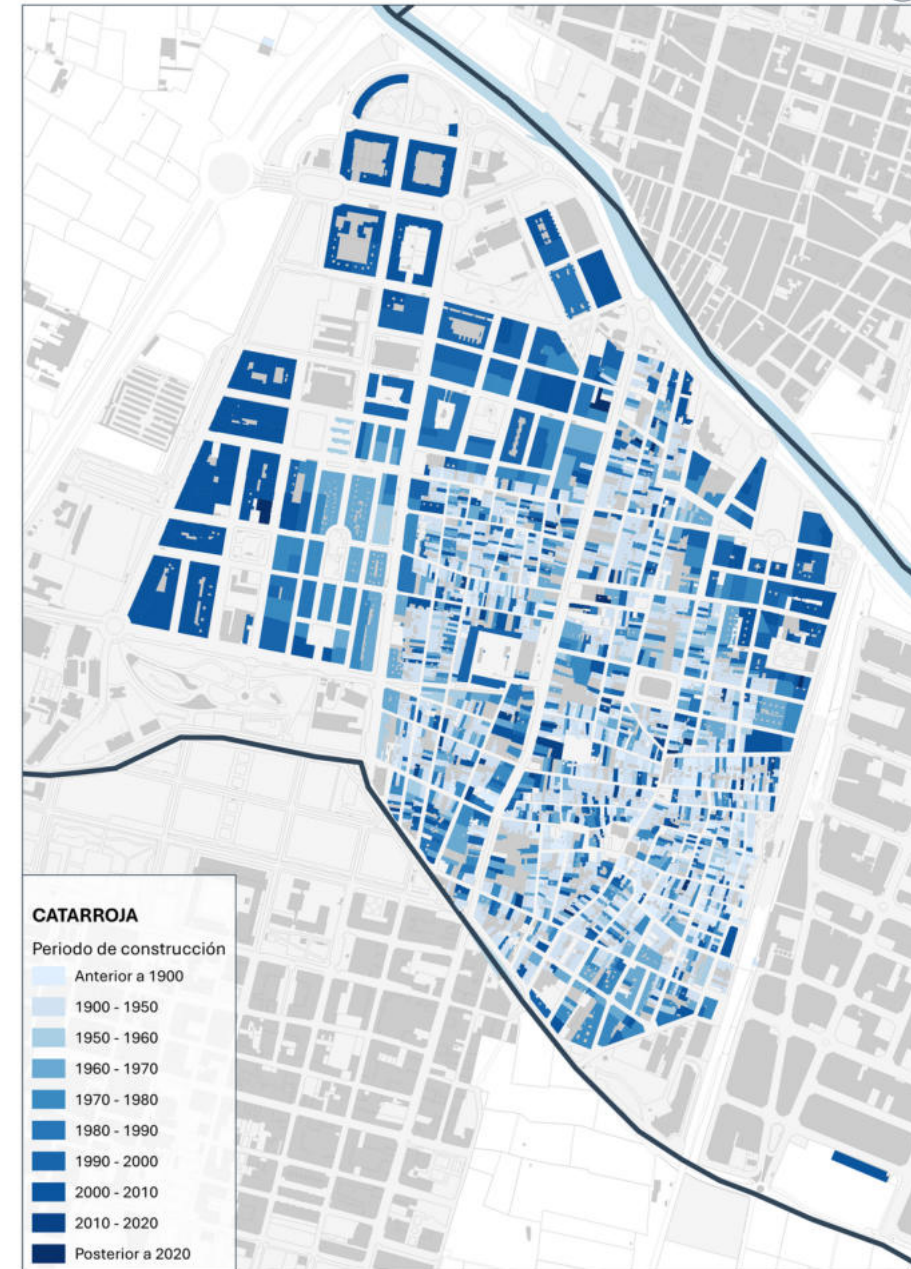 CATARROJA
Periodo de construcción
Anterior a 1900
1900 - 1950
1950 - 1960
1960 - 1970
1970 - 1980
1980 - 1990
1990 - 2000
2000 - 2010
2010 - 2020
Posterior a 2020